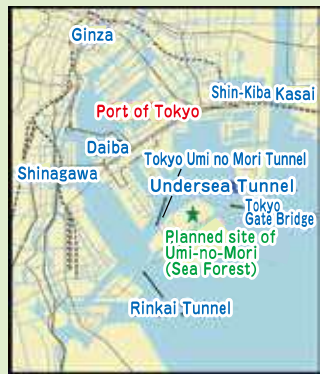 Ginza
Shin-Kiba Kasai
Port of Tokyo
Daiba
Tokyo Umi no Mori Tunnel
Shinagawa
Undersea Tunnel
Tokyo
Gate Bridge
Planned site of
Umi-no-Mori
(Sea Forest)
Rinkai Tunnel